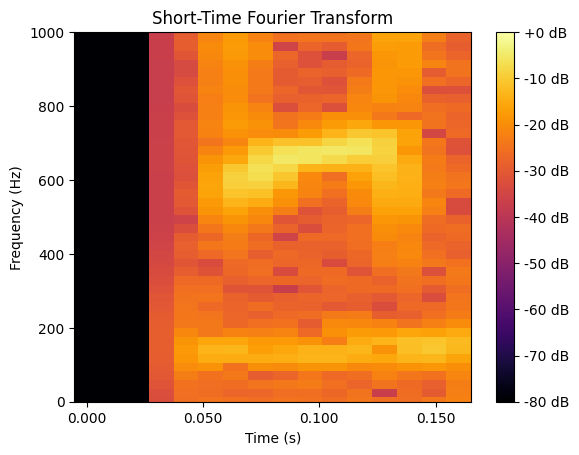 Short-Time Fourier Transform
1000
800
600
400
200
0
Frequency (Hz)
0.000
0.050
0.100
0.150
Time (s)
+0 dB
-10 dB
-20 dB
-30 dB
-40 dB
-50 dB
-60 dB
-70 dB
-80 dB